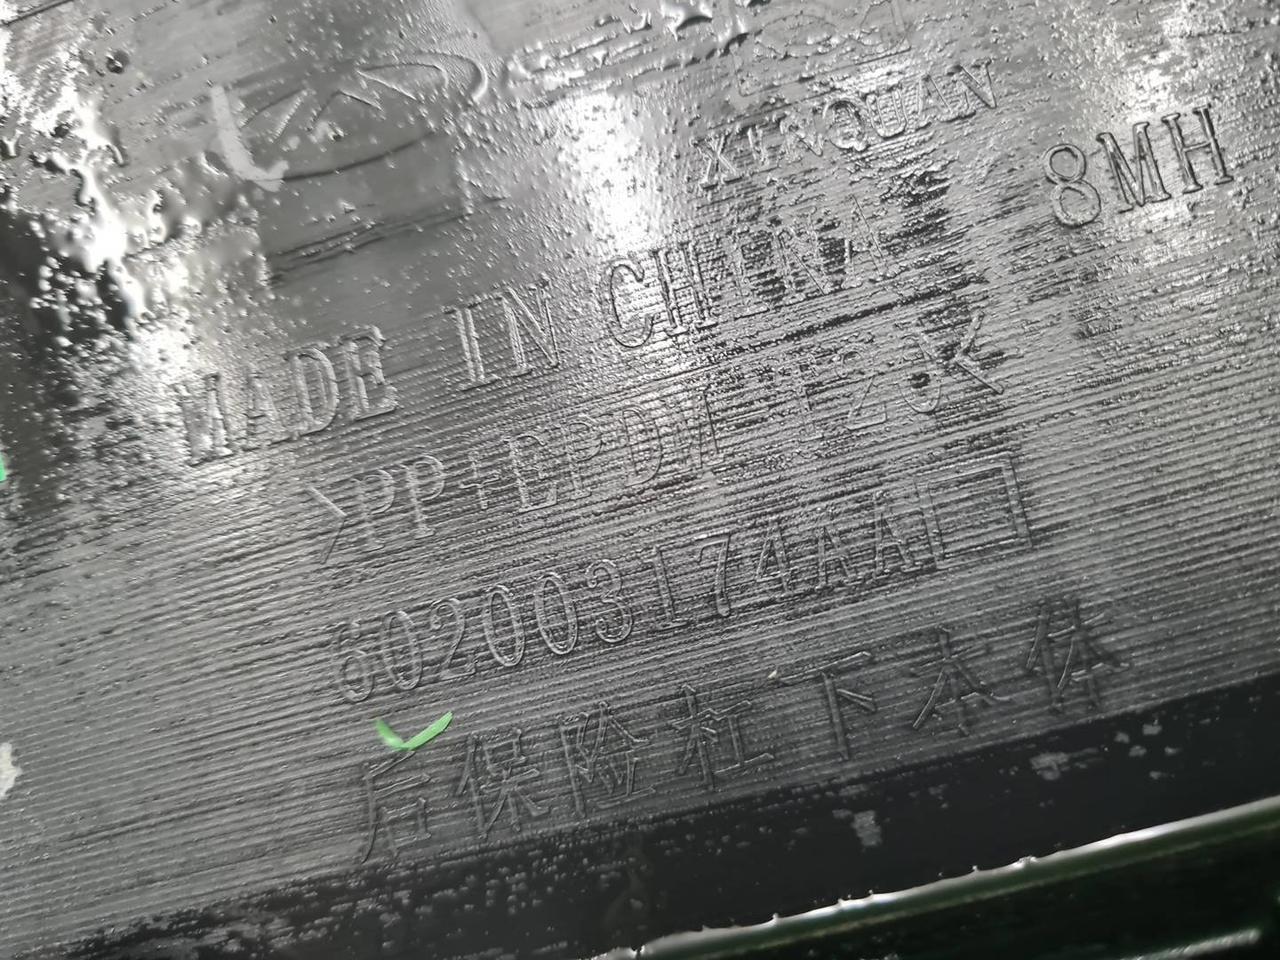 XINQUAN
8MH
MADE IN CHINA
>PP+EPDM-T20<
602003174AA□
后保险杠下本体